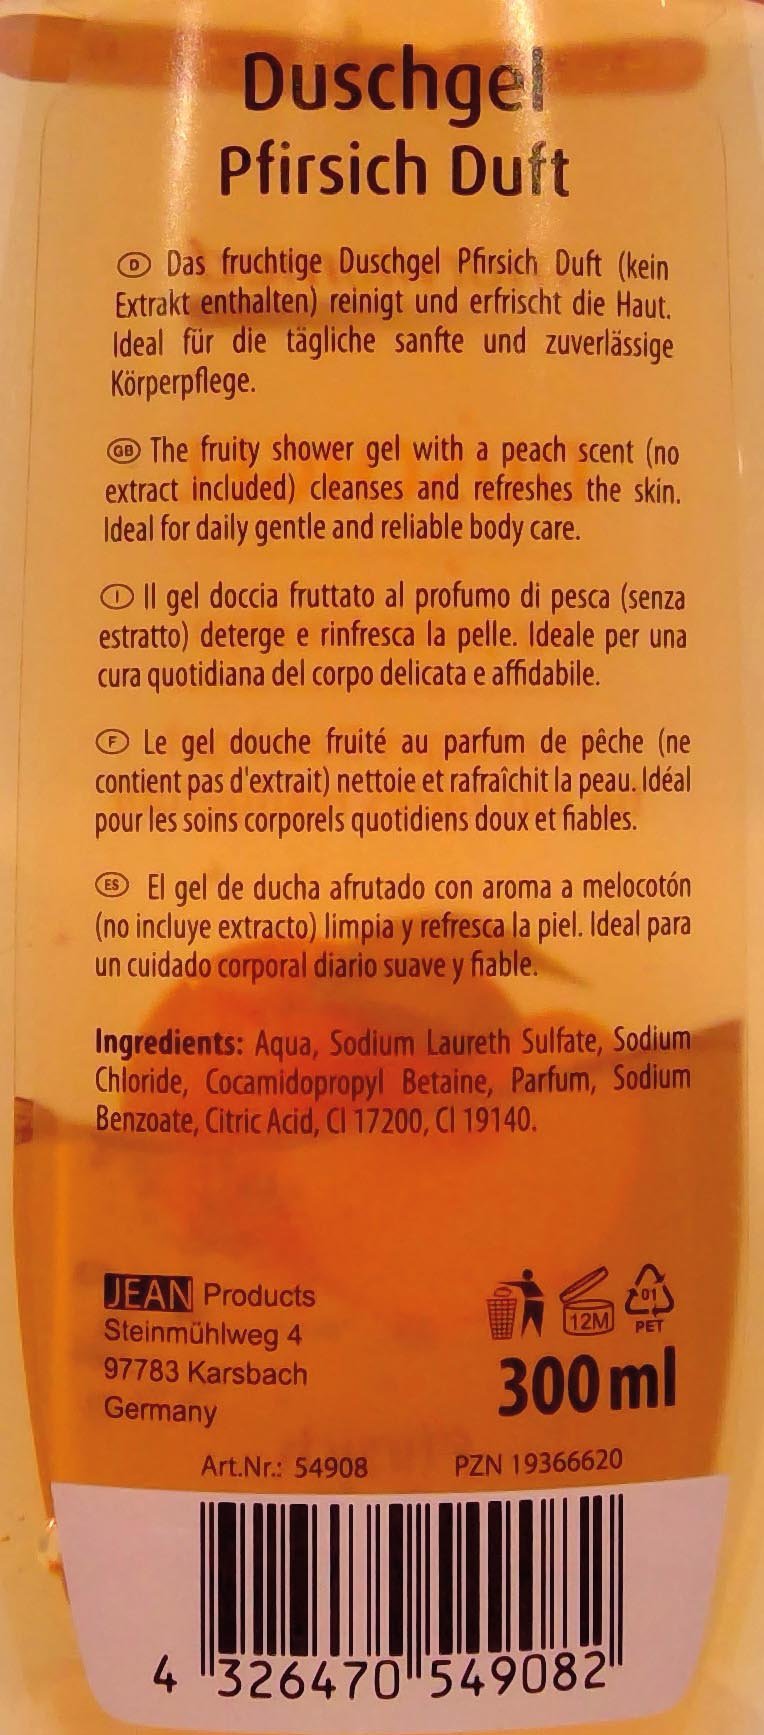 Duschgel
Pfirsich Duft
D Das fruchtige Duschgel Pfirsich Duft (kein
Extrakt enthalten) reinigt und erfrischt die Haut.
Ideal für die tägliche sanfte und zuverlässige
Körperpflege.
GB The fruity shower gel with a peach scent (no
extract included) cleanses and refreshes the skin.
Ideal for daily gentle and reliable body care.
I Il gel doccia fruttato al profumo di pesca (senza
estratto) deterge e rinfresca la pelle. Ideale per una
cura quotidiana del corpo delicata e affidabile.
F Le gel douche fruité au parfum de pêche (ne
contient pas d'extrait) nettoie et rafraîchit la peau. Idéal
pour les soins corporels quotidiens doux et fiables.
ES El gel de ducha afrutado con aroma a melocotón
(no incluye extracto) limpia y refresca la piel. Ideal para
un cuidado corporal diario suave y fiable.
Ingredients: Aqua, Sodium Laureth Sulfate, Sodium
Chloride, Cocamidopropyl Betaine, Parfum, Sodium
Benzoate, Citric Acid, CI 17200, CI 19140.
JEAN Products
Steinmühlweg 4
97783 Karsbach
Germany
12M
01
PET
300 ml
Art.Nr.: 54908 PZN 19366620
4 326470 549082